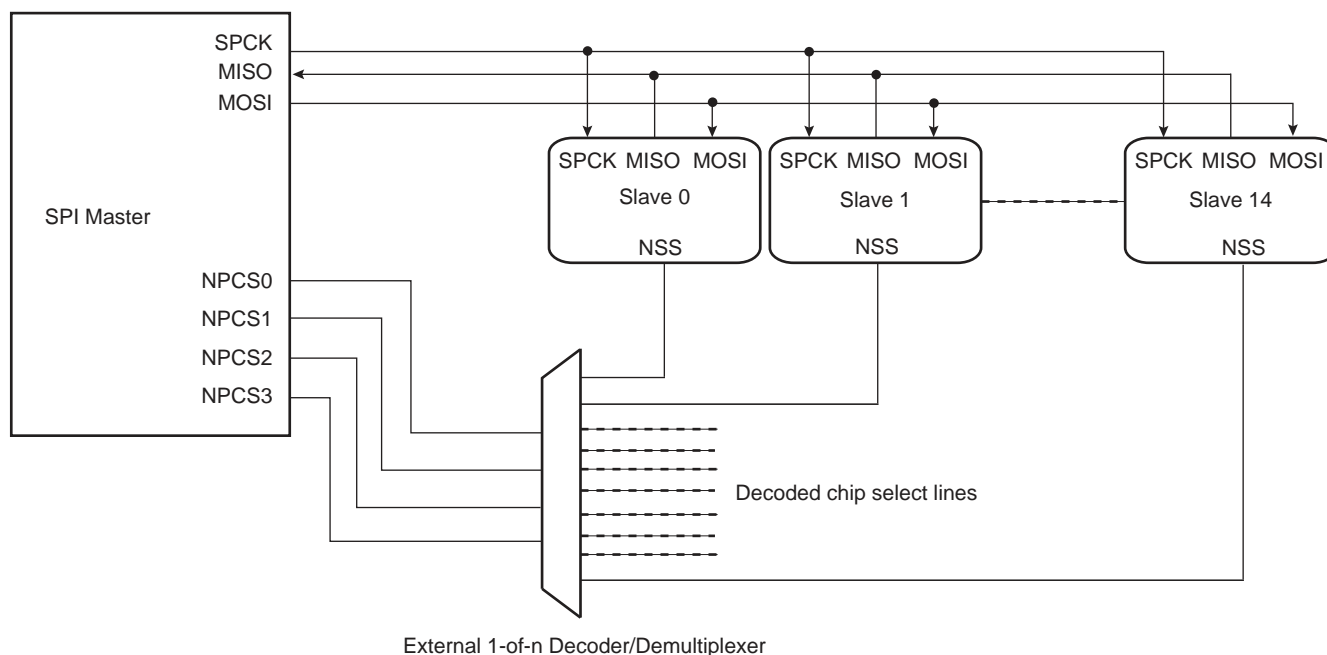 SPCK
MISO
MOSI
SPI Master
NPCS0
NPCS1
NPCS2
NPCS3
SPCK MISO MOSI
Slave 0
NSS
SPCK MISO MOSI
Slave 1
NSS
SPCK MISO MOSI
Slave 14
NSS
Decoded chip select lines
External 1-of-n Decoder/Demultiplexer